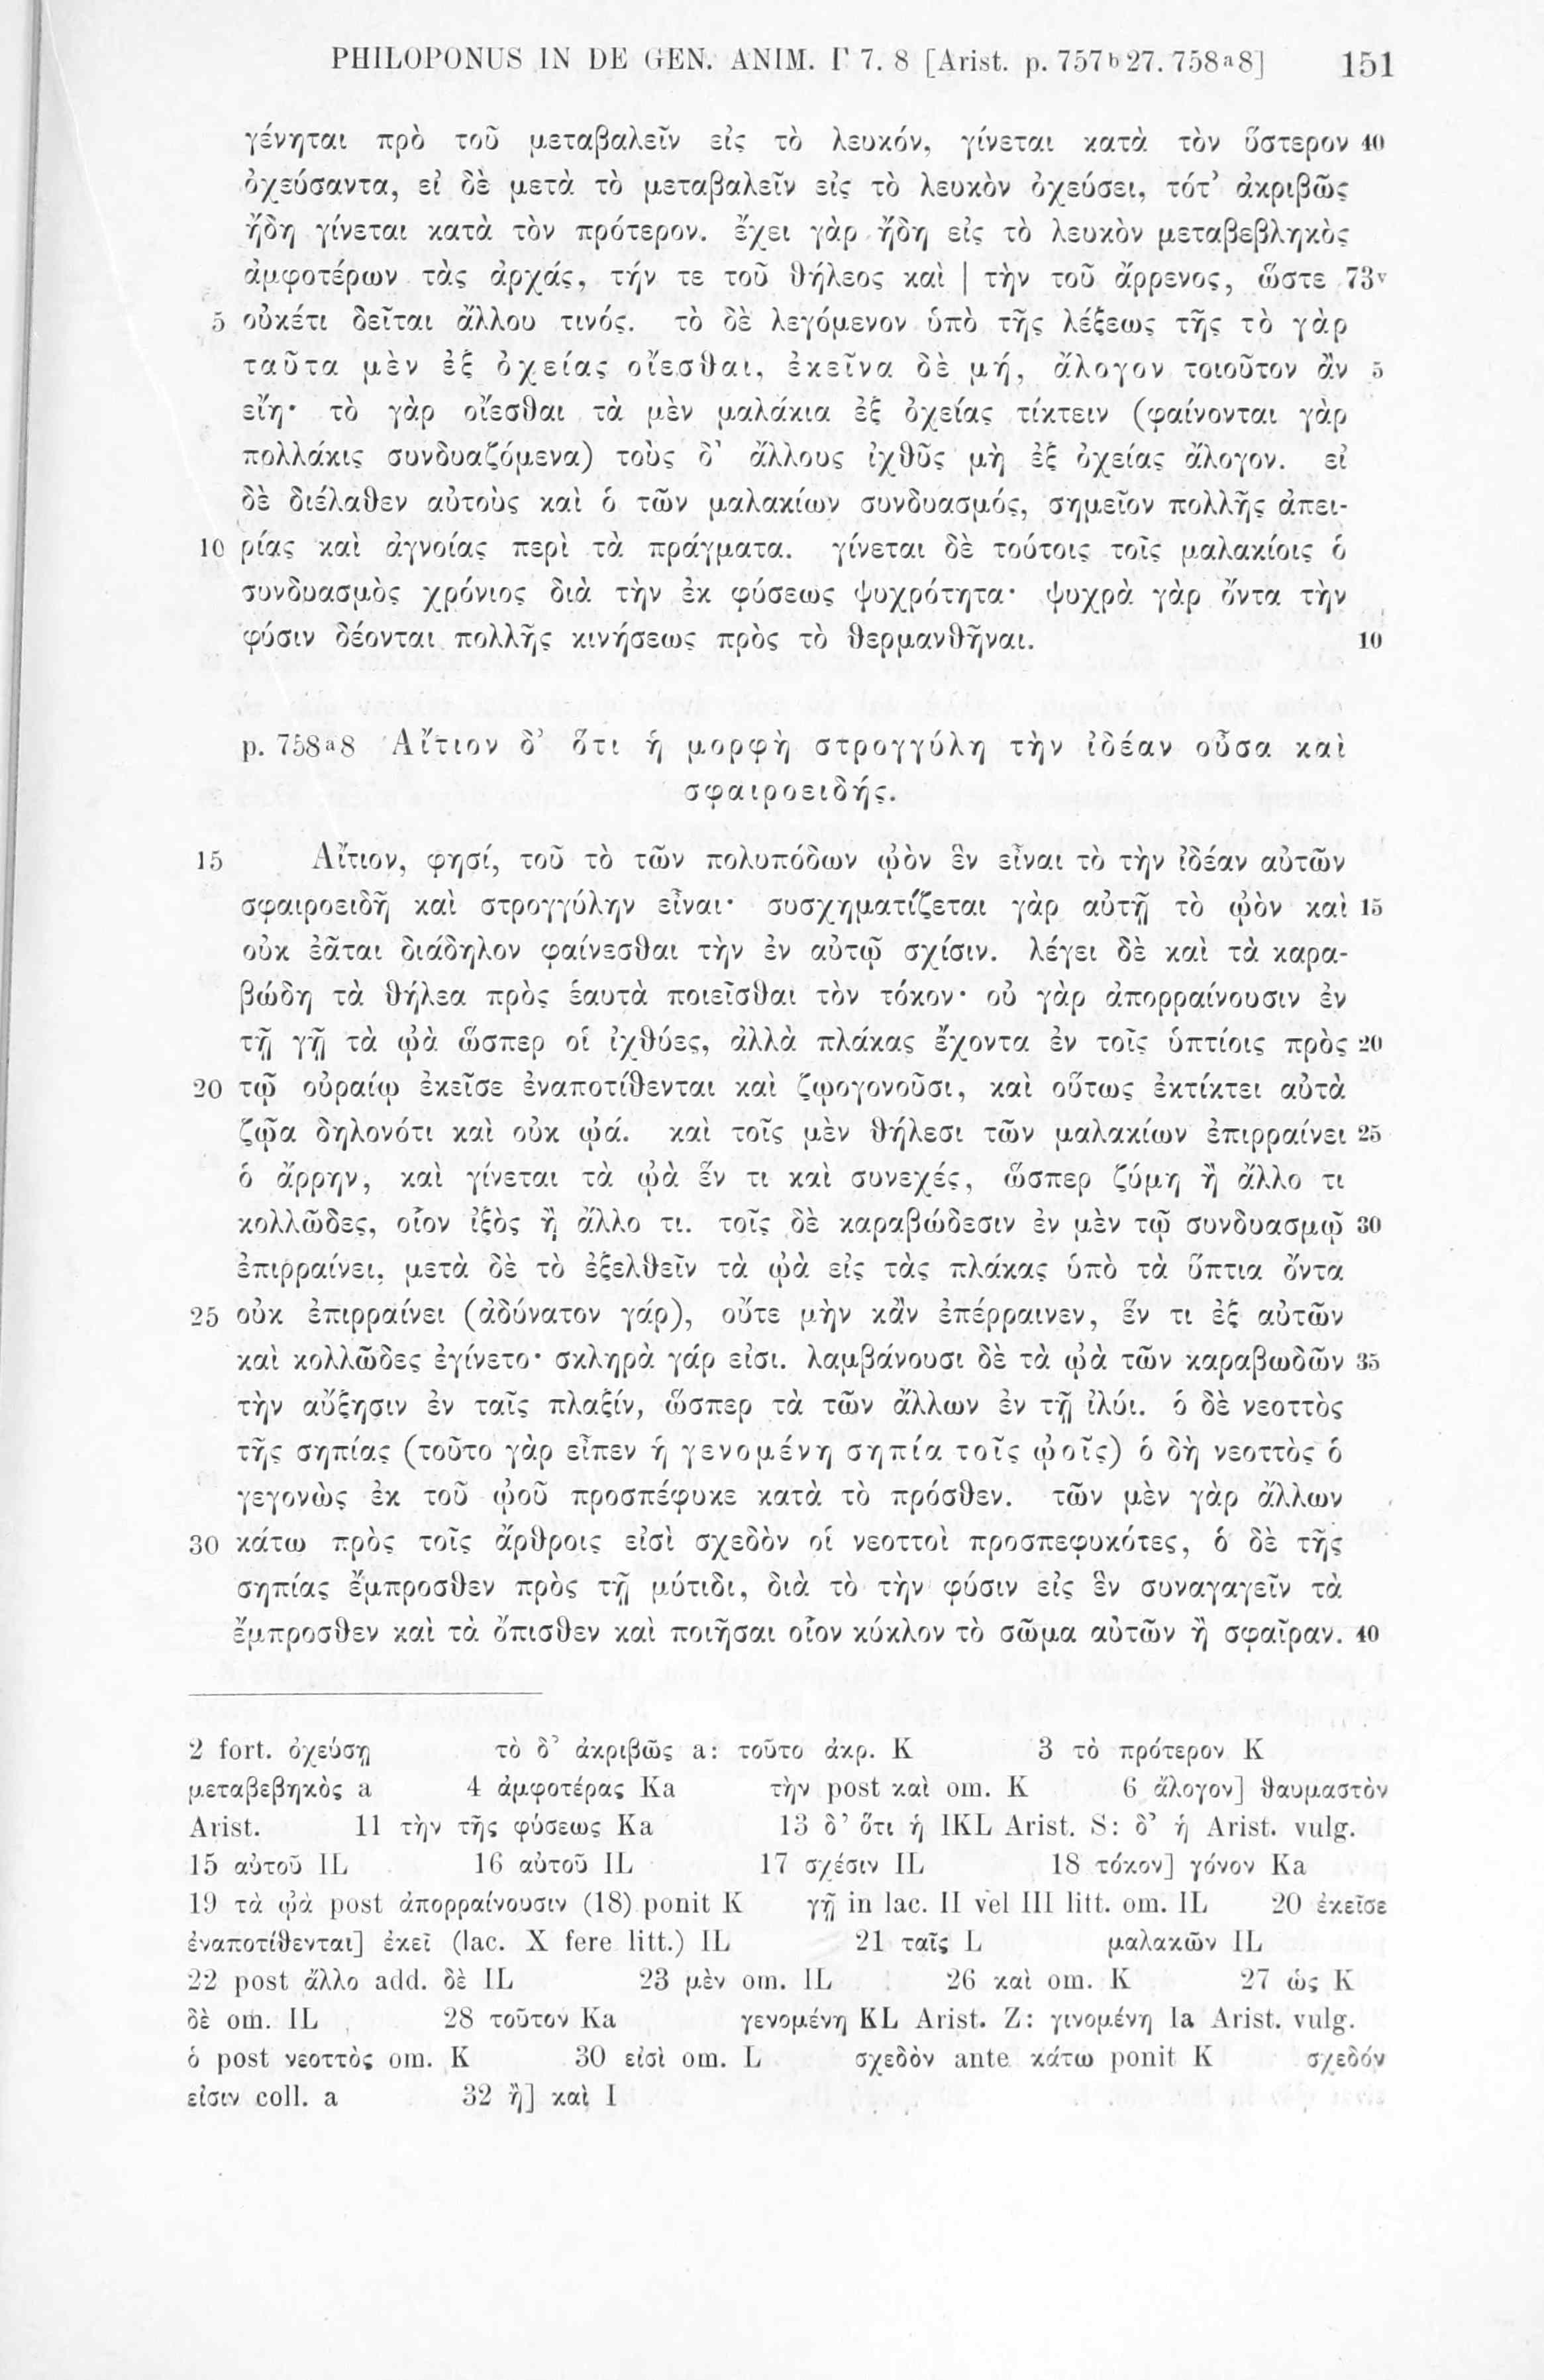 PHILOPONUS IN DE GEN. ANIM. Γ 7. 8 [Arist. p. 757b27. 758a8] 151
γένηται πρὸ τοῦ μεταβαλεῖν εἰς τὸ λευκόν, γίνεται κατὰ τὸν ὕστερον 40
ὀχεύσαντα, εἰ δὲ μετὰ τὸ μεταβαλεῖν εἰς τὸ λευκὸν ὀχεύσει, τότ’ ἀκριβῶς
ἤδη γίνεται κατὰ τὸν πρότερον. ἔχει γὰρ ἤδη εἰς τὸ λευκὸν μεταβεβληκὸς
ἀμφοτέρων τὰς ἀρχάς, τήν τε τοῦ θήλεος καὶ | τὴν τοῦ ἄρρενος, ὥστε 73v
5 οὐκέτι δεῖται ἄλλου τινός. τὸ δὲ λεγόμενον ὑπὸ τῆς λέξεως τῆς τὸ γὰρ
ταῦτα μὲν ἐξ ὀχείας οἴεσθαι, ἐκεῖνα δὲ μή, ἄλογον τοιοῦτον ἂν 5
εἴη· τὸ γὰρ οἴεσθαι τὰ μὲν μαλάκια ἐξ ὀχείας τίκτειν (φαίνονται γὰρ
πολλάκις συνδυαζόμενα) τοὺς δ’ ἄλλους ἰχθῦς μὴ ἐξ ὀχείας ἄλογον. εἰ
δὲ διέλαθεν αὐτοὺς καὶ ὁ τῶν μαλακίων συνδυασμός, σημεῖον πολλῆς ἀπει-
10 ρίας καὶ ἀγνοίας περὶ τὰ πράγματα. γίνεται δὲ τούτοις τοῖς μαλακίοις ὁ
συνδυασμὸς χρόνιος διὰ τὴν ἐκ φύσεως ψυχρότητα· ψυχρὰ γὰρ ὄντα τὴν
φύσιν δέονται πολλῆς κινήσεως πρὸς τὸ θερμανθῆναι. 10
p. 758a8 Αἴτιον δ’ ὅτι ἡ μορφὴ στρογγύλη τὴν ἰδέαν οὖσα καὶ
σφαιροειδής.
15 Αἴτιον, φησί, τοῦ τὸ τῶν πολυπόδων ᾠὸν ἓν εἶναι τὸ τὴν ἰδέαν αὐτῶν
σφαιροειδῆ καὶ στρογγύλην εἶναι· συσχηματίζεται γὰρ αὐτῇ τὸ ᾠὸν καὶ 15
οὐκ ἐᾶται διάδηλον φαίνεσθαι τὴν ἐν αὐτῷ σχίσιν. λέγει δὲ καὶ τὰ καρα-
βώδη τὰ θήλεα πρὸς ἑαυτὰ ποιεῖσθαι τὸν τόκον· οὐ γὰρ ἀπορραίνουσιν ἐν
τῇ γῇ τὰ ᾠὰ ὥσπερ οἱ ἰχθύες, ἀλλὰ πλάκας ἔχοντα ἐν τοῖς ὑπτίοις πρὸς 20
20 τῷ οὐραίῳ ἐκεῖσε ἐναποτίθενται καὶ ζῳογονοῦσι, καὶ οὕτως ἐκτίκτει αὐτὰ
ζῷα δηλονότι καὶ οὐκ ᾠά. καὶ τοῖς μὲν θήλεσι τῶν μαλακίων ἐπιρραίνει 25
ὁ ἄρρην, καὶ γίνεται τὰ ᾠὰ ἕν τι καὶ συνεχές, ὥσπερ ζύμη ἢ ἄλλο τι
κολλῶδες, οἷον ἰξὸς ἢ ἄλλο τι. τοῖς δὲ καραβώδεσιν ἐν μὲν τῷ συνδυασμῷ 30
ἐπιρραίνει, μετὰ δὲ τὸ ἐξελθεῖν τὰ ᾠὰ εἰς τὰς πλάκας ὑπὸ τὰ ὕπτια ὄντα
25 οὐκ ἐπιρραίνει (ἀδύνατον γάρ), οὔτε μὴν κἂν ἐπέρραινεν, ἕν τι ἐξ αὐτῶν
καὶ κολλῶδες ἐγίνετο· σκληρὰ γάρ εἰσι. λαμβάνουσι δὲ τὰ ᾠὰ τῶν καραβωδῶν 35
τὴν αὔξησιν ἐν ταῖς πλαξίν, ὥσπερ τὰ τῶν ἄλλων ἐν τῇ ἰλύι. ὁ δὲ νεοττὸς
τῆς σηπίας (τοῦτο γὰρ εἶπεν ἡ γενομένη σηπία τοῖς ᾠοῖς) ὁ δὴ νεοττὸς ὁ
γεγονὼς ἐκ τοῦ ᾠοῦ προσπέφυκε κατὰ τὸ πρόσθεν. τῶν μὲν γὰρ ἄλλων
30 κάτω πρὸς τοῖς ἄρθροις εἰσὶ σχεδὸν οἱ νεοττοὶ προσπεφυκότες, ὁ δὲ τῆς
σηπίας ἔμπροσθεν πρὸς τῇ μύτιδι, διὰ τὸ τὴν φύσιν εἰς ἓν συναγαγεῖν τὰ
ἔμπροσθεν καὶ τὰ ὄπισθεν καὶ ποιῆσαι οἷον κύκλον τὸ σῶμα αὐτῶν ἢ σφαῖραν. 40
2 fort. ὀχεύσῃ τὸ δ’ ἀκριβῶς a: τοῦτο ἀκρ. K 3 τὸ πρότερον K
μεταβεβηκὸς a 4 ἀμφοτέρας Ka τὴν post καὶ om. K 6 ἄλογον] θαυμαστὸν
Arist. 11 τὴν τῆς φύσεως Ka 13 δ’ ὅτι ἡ IKL Arist. S: δ’ ἡ Arist. vulg.
15 αὐτοῦ IL 16 αὐτοῦ IL 17 σχέσιν IL 18 τόκον] γόνον Ka
19 τὰ ᾠὰ post ἀπορραίνουσιν (18) ponit K γῇ in lac. II vel III litt. om. IL 20 ἐκεῖσε
ἐναποτίθενται] ἐκεῖ (lac. X fere litt.) IL 21 ταῖς L μαλακῶν IL
22 post ἄλλο add. δὲ IL 23 μὲν om. IL 26 καὶ om. K 27 ὡς K
δὲ om. IL 28 τοῦτον Ka γενομένη KL Arist. Z: γινομένη Ia Arist. vulg.
ὁ post νεοττὸς om. K 30 εἰσὶ om. L σχεδὸν ante κάτω ponit K σχεδόν
εἰσιν coll. a 32 ἢ] καὶ I